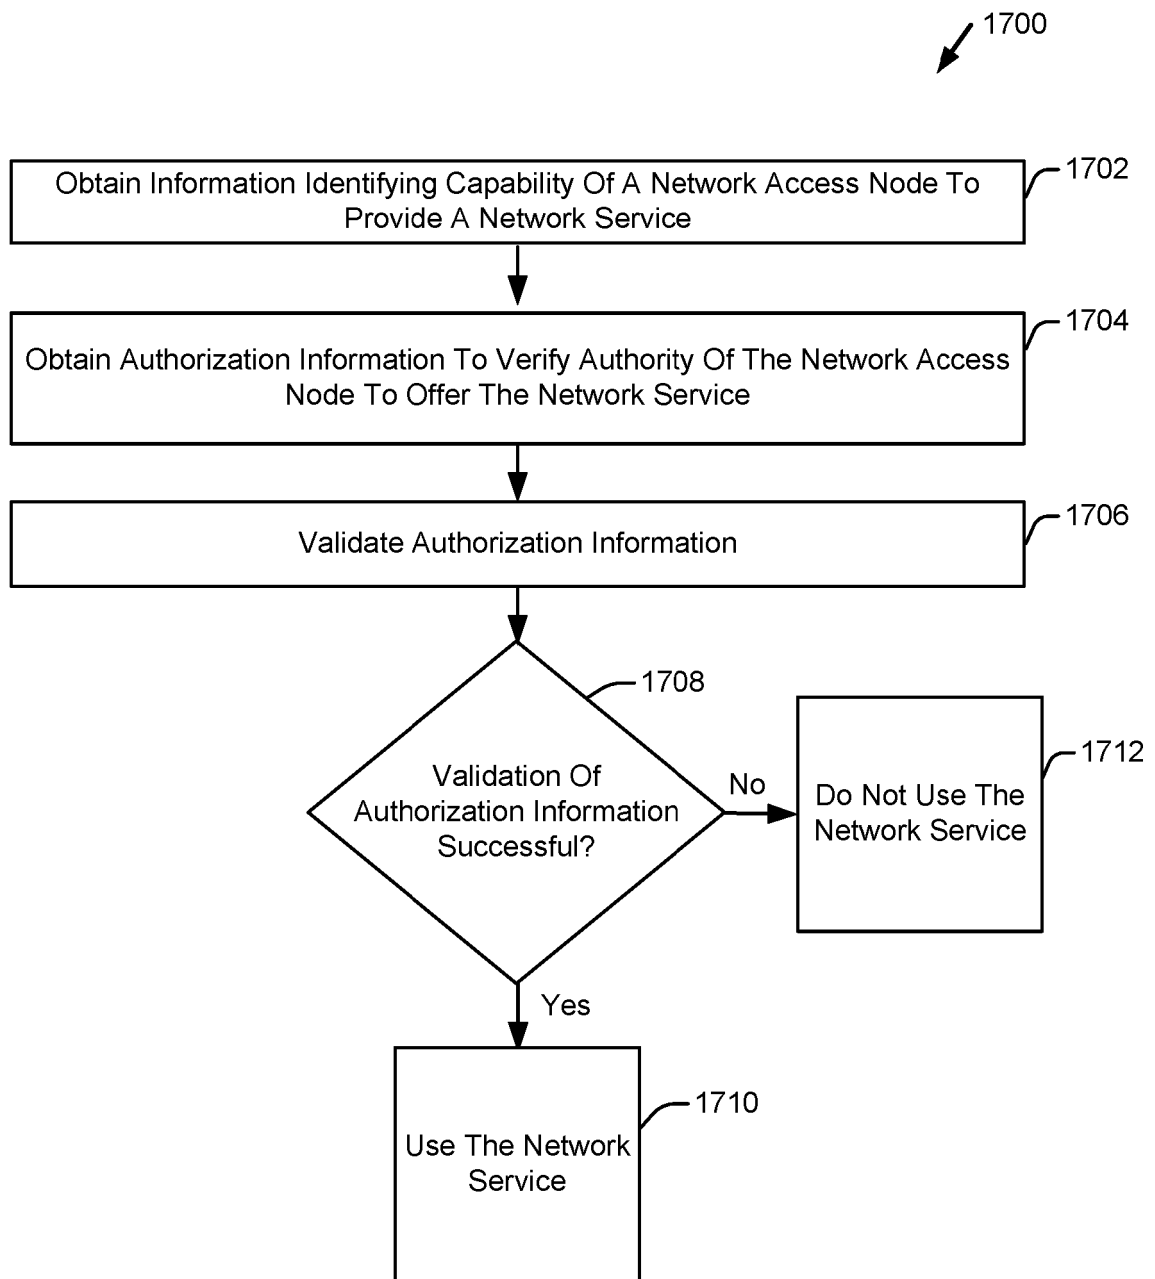 1700
Obtain Information Identifying Capability Of A Network Access Node To
Provide A Network Service
1702
Obtain Authorization Information To Verify Authority Of The Network Access
Node To Offer The Network Service
1704
Validate Authorization Information
1706
1708
Validation Of
Authorization Information
Successful?
No
Do Not Use The
Network Service
1712
Yes
Use The Network
Service
1710